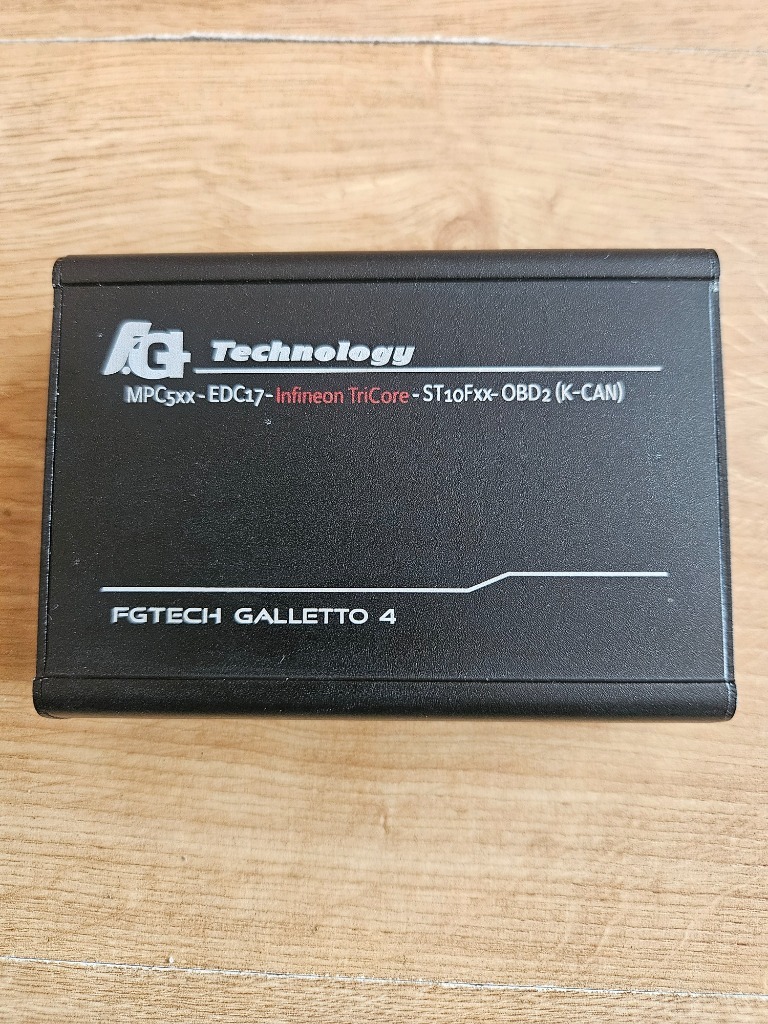 FG Technology
MPC5xx - EDC17 - Infineon TriCore - ST10Fxx- OBD2 (K-CAN)
FGTECH GALLETTO 4